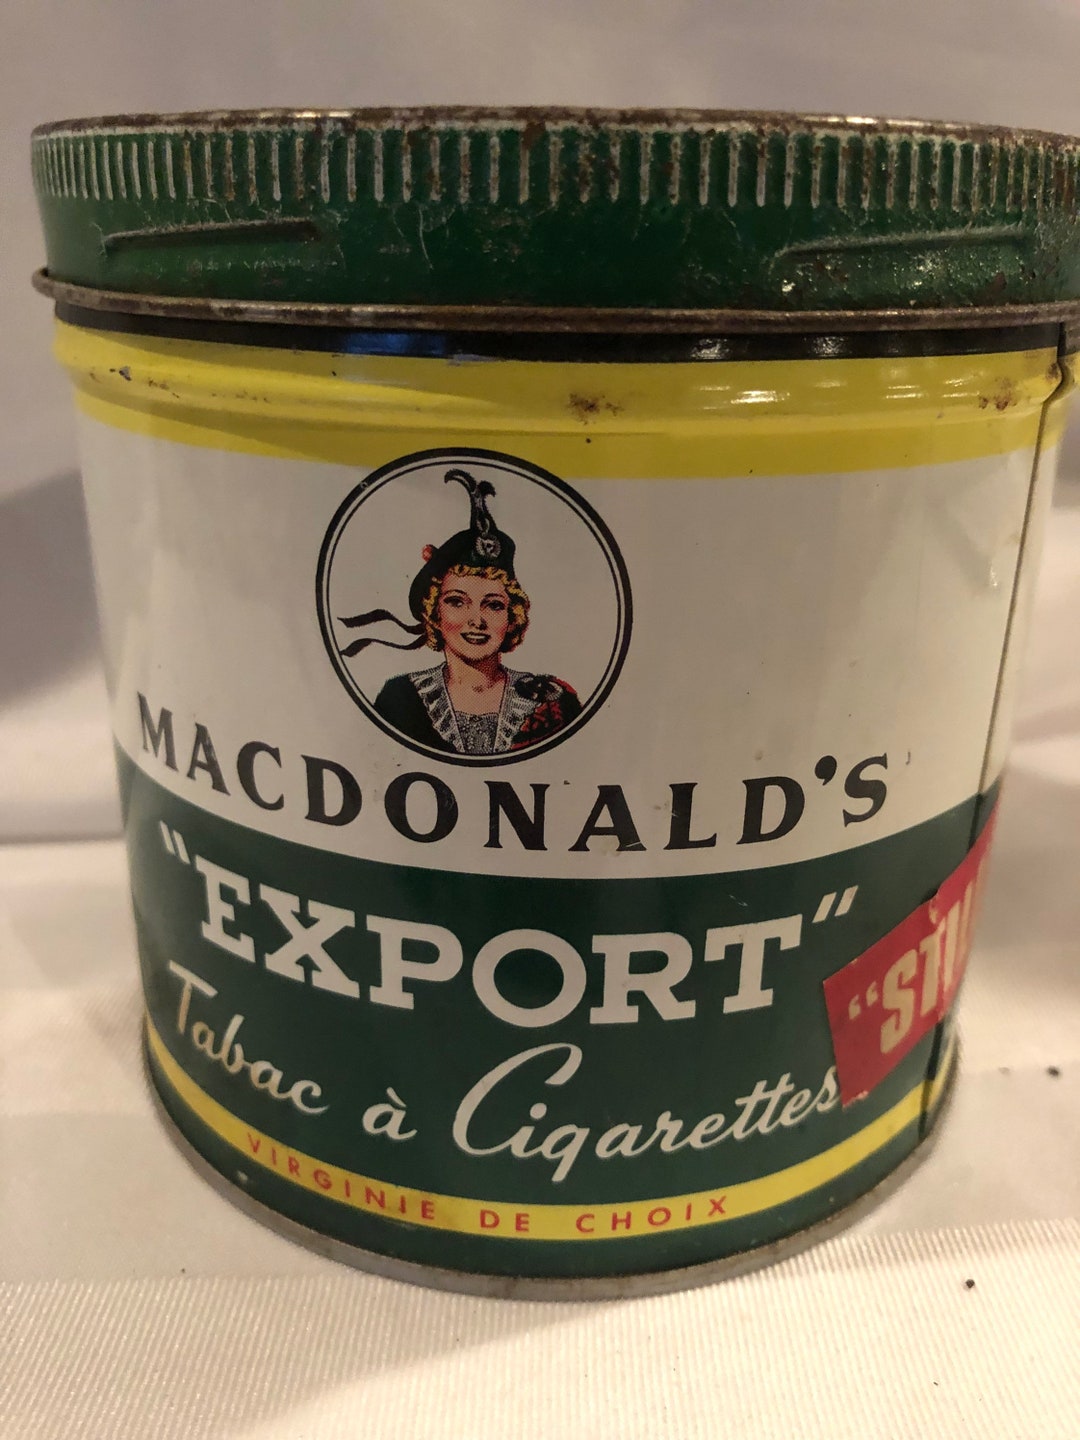 MACDONALD'S
"EXPORT"
Tabac à Cigarettes
VIRGINIE DE CHOIX